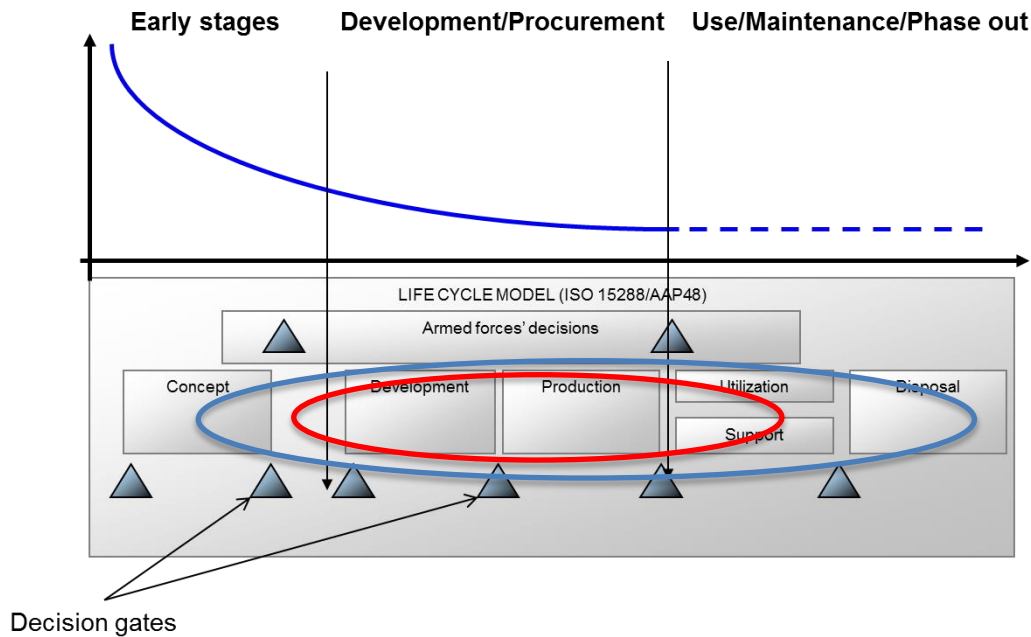 Early stages
Development/Procurement
Use/Maintenance/Phase out
LIFE CYCLE MODEL (ISO 15288/AAP48)
Armed forces’ decisions
Concept
Development
Production
Utilization
Disposal
Support
Decision gates